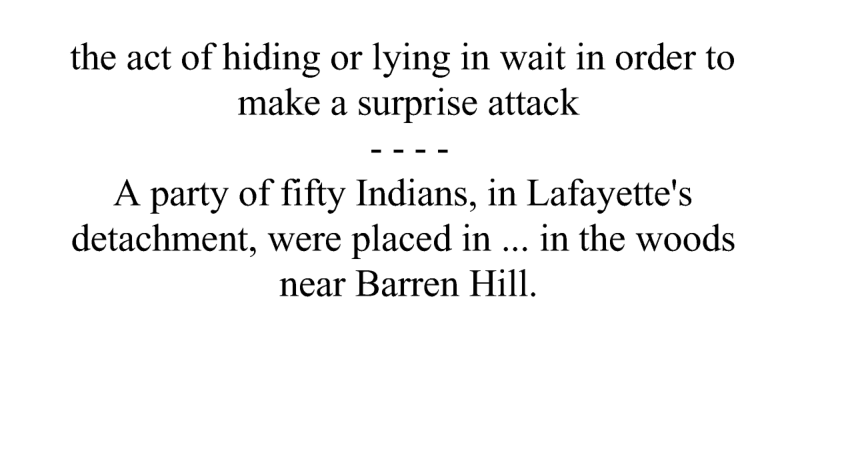 the act of hiding or lying in wait in order to
make a surprise attack
- - - -
A party of fifty Indians, in Lafayette's
detachment, were placed in ... in the woods
near Barren Hill.